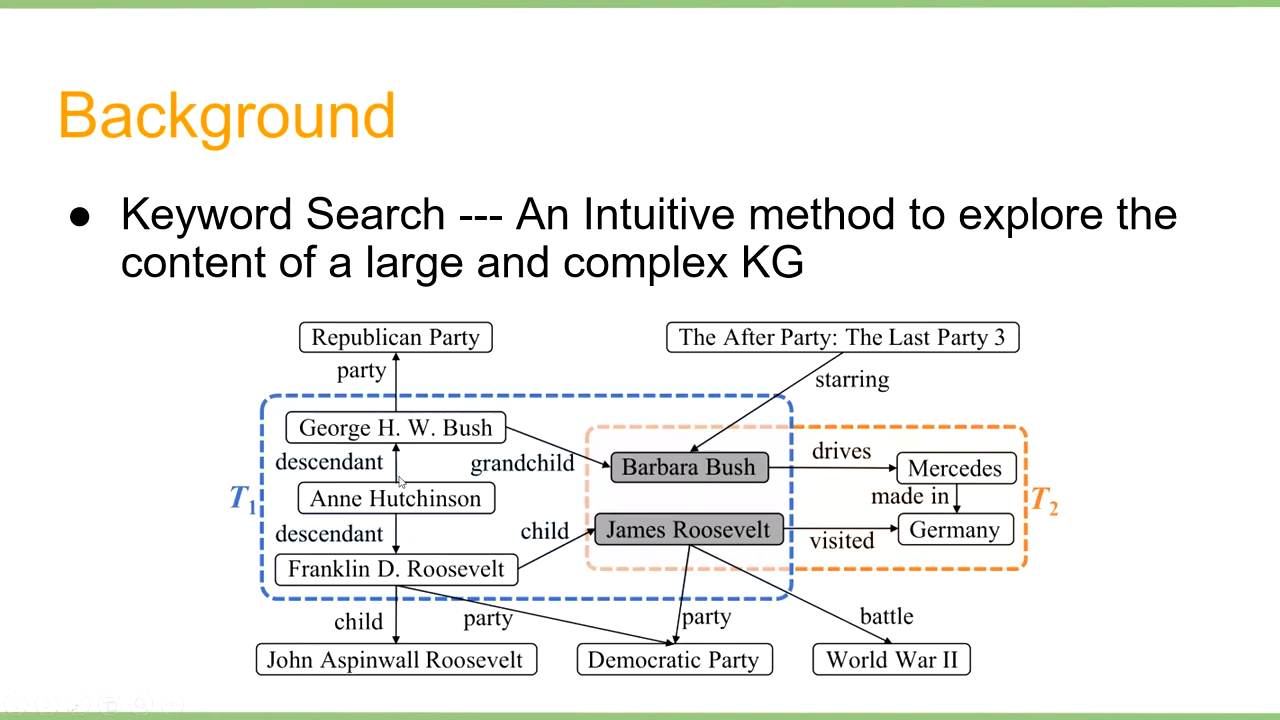 Background
● Keyword Search --- An Intuitive method to explore the
content of a large and complex KG
Republican Party
The After Party: The Last Party 3
party
starring
George H. W. Bush
descendant
grandchild
Barbara Bush
drives
Mercedes
T1
Anne Hutchinson
made in
T2
descendant
child
James Roosevelt
visited
Germany
Franklin D. Roosevelt
child
party
party
battle
John Aspinwall Roosevelt
Democratic Party
World War II